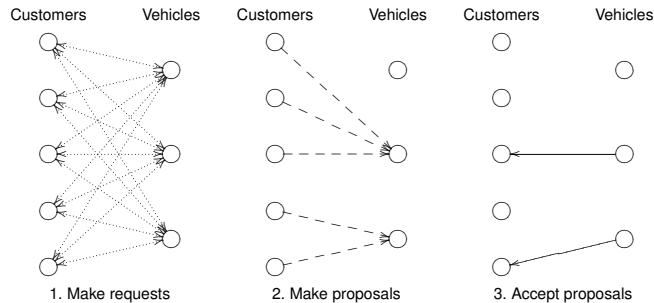 Customers Vehicles Customers Vehicles Customers Vehicles
1. Make requests 2. Make proposals 3. Accept proposals